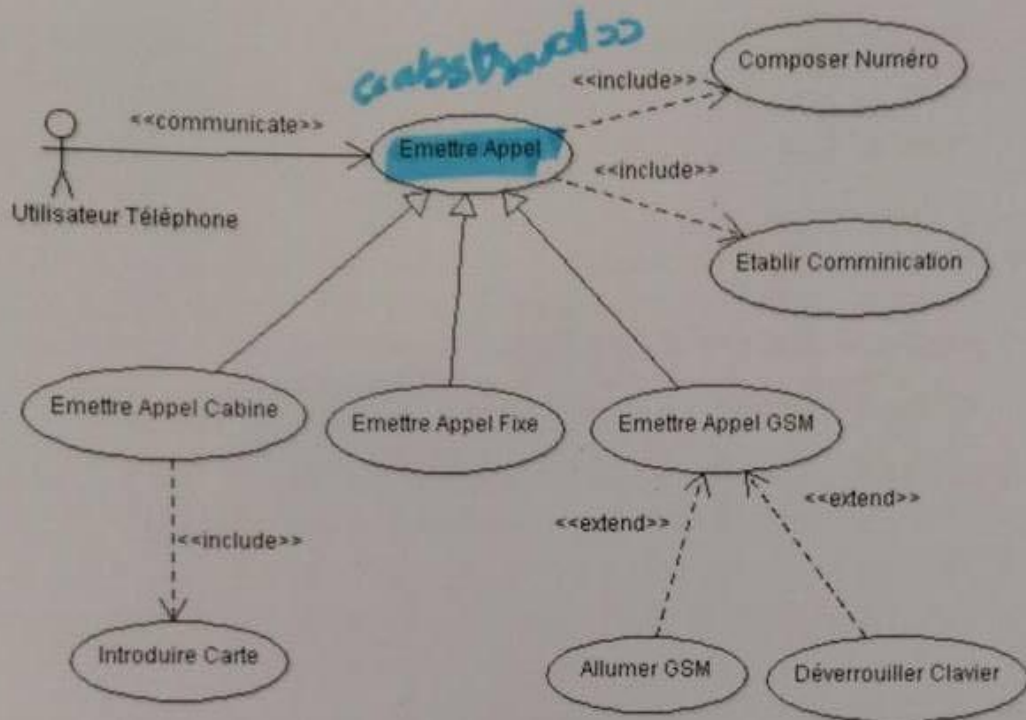 Composer Numéro
<<include>>
<<communicate>>
Emettre Appel
<<include>>
Utilisateur Téléphone
Etablir Comminication
Emettre Appel Cabine
Emettre Appel Fixe
Emettre Appel GSM
<<extend>>
<<extend>>
<<include>>
Introduire Carte
Allumer GSM
Déverrouiller Clavier